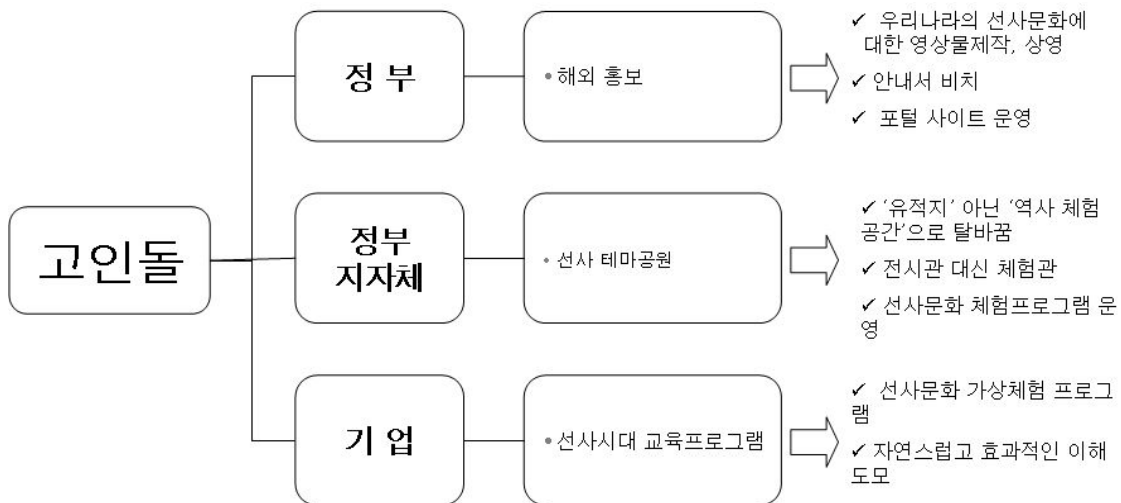 고인돌
정 부
• 해외 홍보
✓ 우리나라의 선사문화에
대한 영상물제작, 상영
✓ 안내서 비치
✓ 포털 사이트 운영
정부
지자체
• 선사 테마공원
✓ ‘유적지’ 아닌 ‘역사 체험
공간’으로 탈바꿈
✓ 전시관 대신 체험관
✓ 선사문화 체험프로그램 운
영
기 업
• 선사시대 교육프로그램
✓ 선사문화 가상체험 프로그
램
✓ 자연스럽고 효과적인 이해
도모